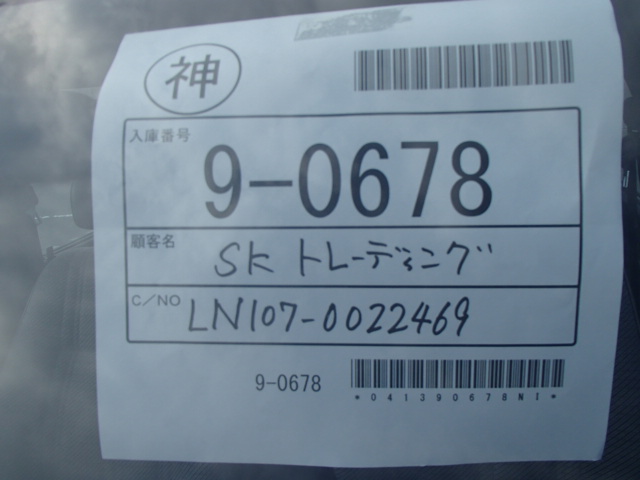 神
入庫番号
9-0678
顧客名
SK トレーディング
C/NO
LN107-0022469
9-0678
*041390678NI*